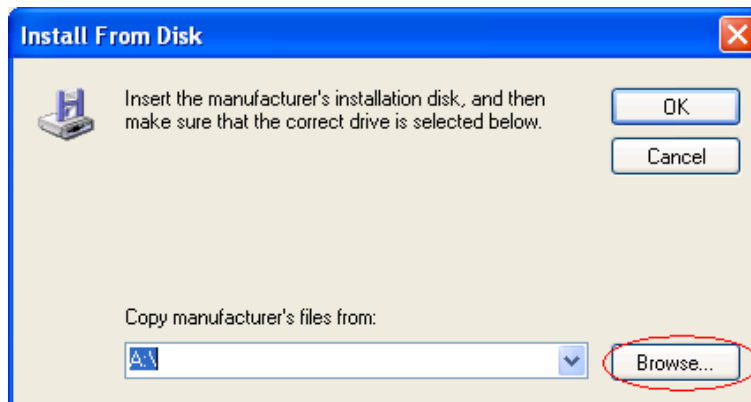 Install From Disk
Insert the manufacturer's installation disk, and then
make sure that the correct drive is selected below.
OK
Cancel
Copy manufacturer's files from:
A:\
Browse...